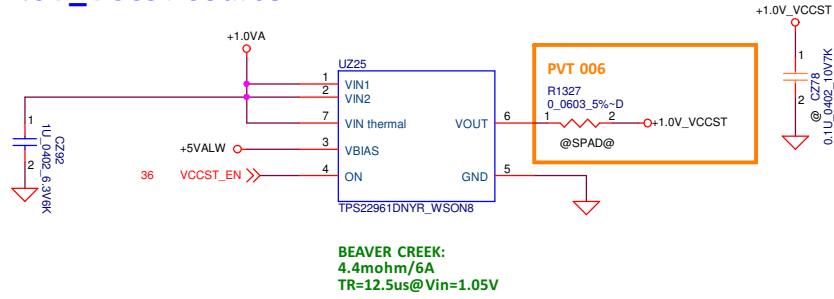 +1.0V_VCCST
+1.0VA
UZ25
PVT 006
1
VIN1
2
VIN2
R1327
0_0603_5%~D
7
VIN thermal
VOUT
6
1
2
+1.0V_VCCST
@SPAD@
+5VALW
3
VBIAS
36
VCCST_EN
4
ON
GND
5
TPS22961DNYR_WSON8
1
2
CZ92
1U_0402_6.3V6K
1
2
@
CZ78
0.1U_0402_10V7K
BEAVER CREEK:
4.4mohm/6A
TR=12.5us@Vin=1.05V